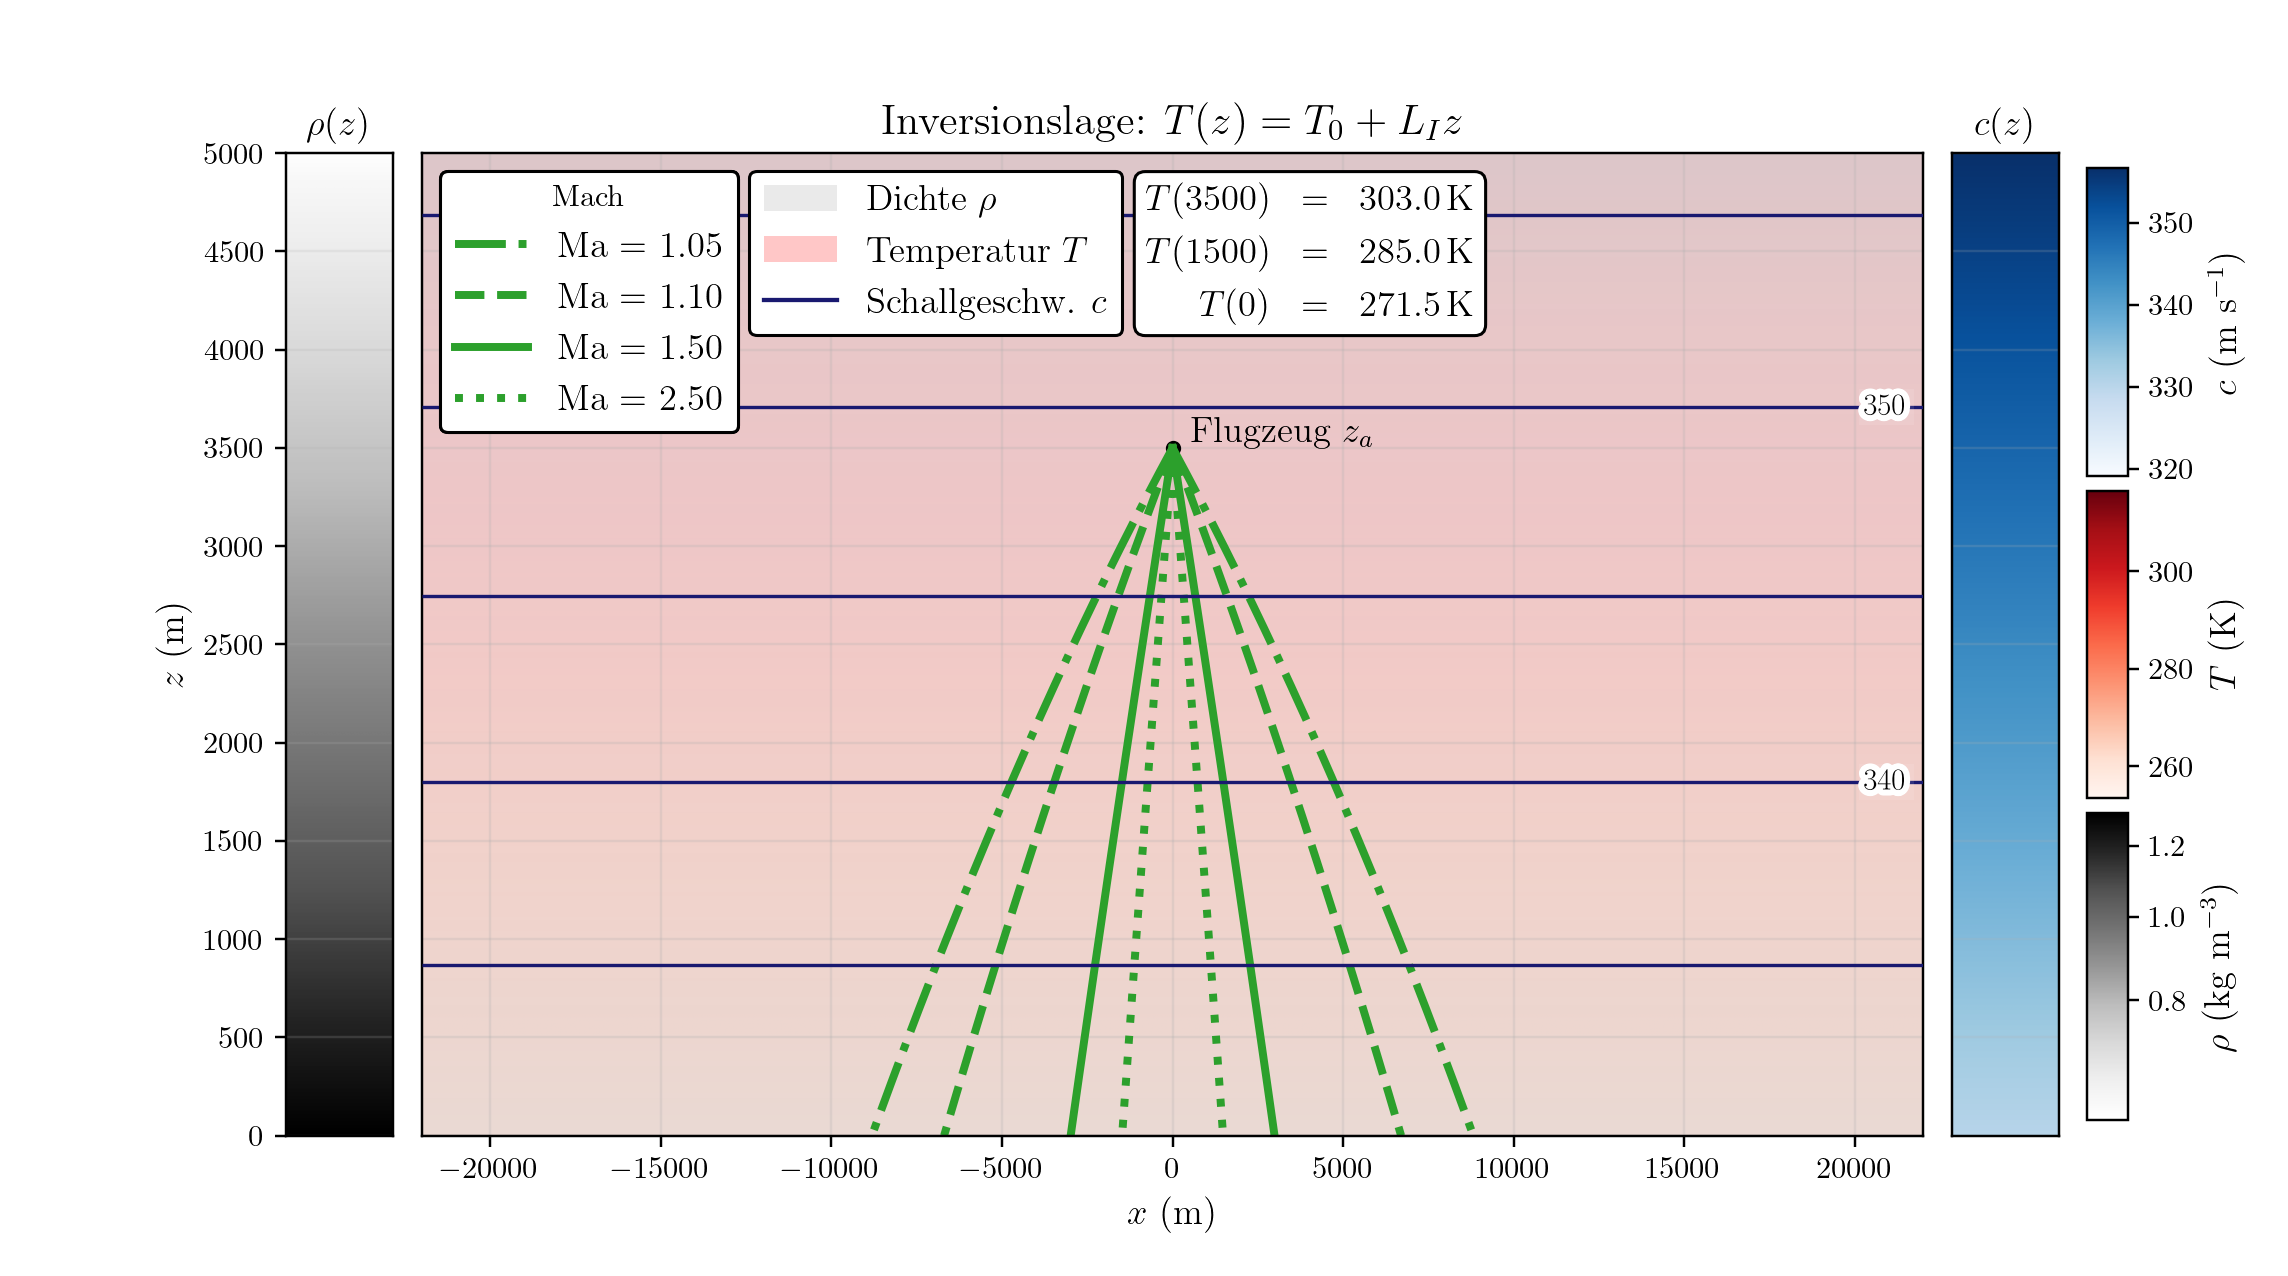 Inversionslage: T(z) = T₀ + L_I z
ρ(z)
c(z)
Mach
Ma = 1.05
Ma = 1.10
Ma = 1.50
Ma = 2.50
Dichte ρ
Temperatur T
Schallgeschw. c
T(3500) = 303.0 K
T(1500) = 285.0 K
T(0) = 271.5 K
Flugzeug zₐ
350
340
z (m)
5000
4500
4000
3500
3000
2500
2000
1500
1000
500
0
−20000
−15000
−10000
−5000
0
5000
10000
15000
20000
x (m)
350
340
330
320
c (m s⁻¹)
300
280
260
T (K)
1.2
1.0
0.8
ρ (kg m⁻³)